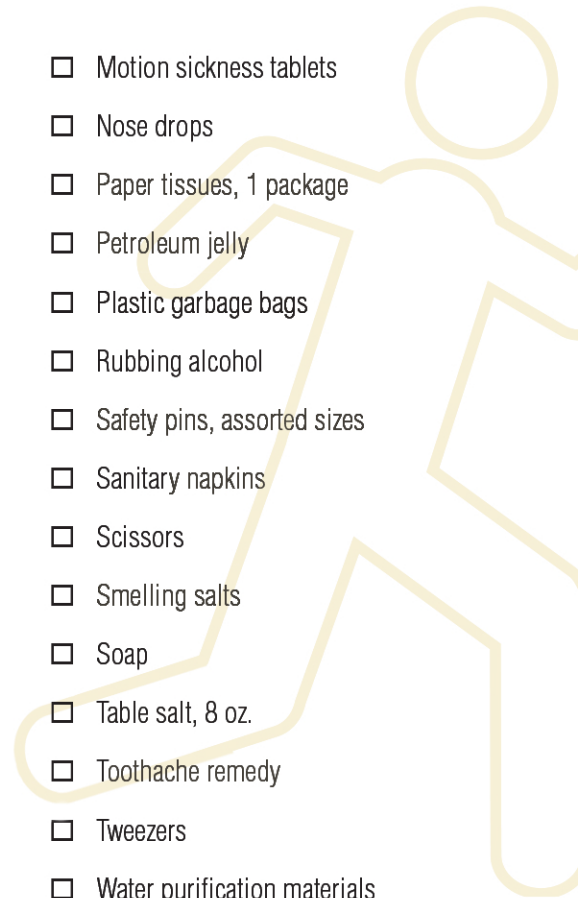 ☐ Motion sickness tablets
☐ Nose drops
☐ Paper tissues, 1 package
☐ Petroleum jelly
☐ Plastic garbage bags
☐ Rubbing alcohol
☐ Safety pins, assorted sizes
☐ Sanitary napkins
☐ Scissors
☐ Smelling salts
☐ Soap
☐ Table salt, 8 oz.
☐ Toothache remedy
☐ Tweezers
☐ Water purification materials